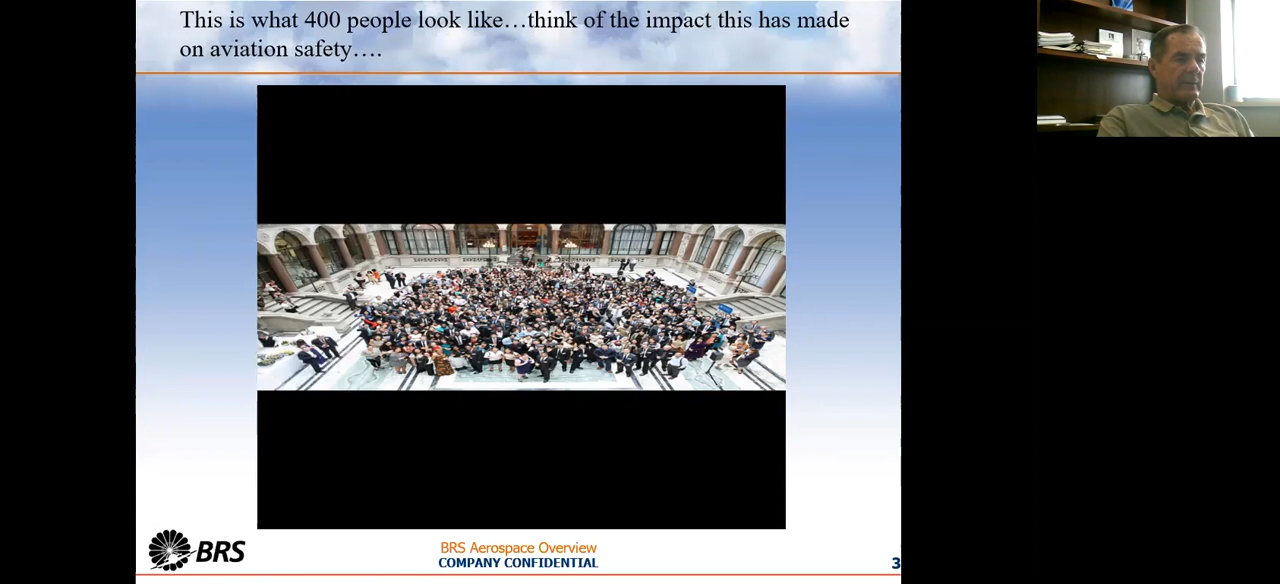 This is what 400 people look like…think of the impact this has made
on aviation safety….
BRS
BRS Aerospace Overview
COMPANY CONFIDENTIAL
3